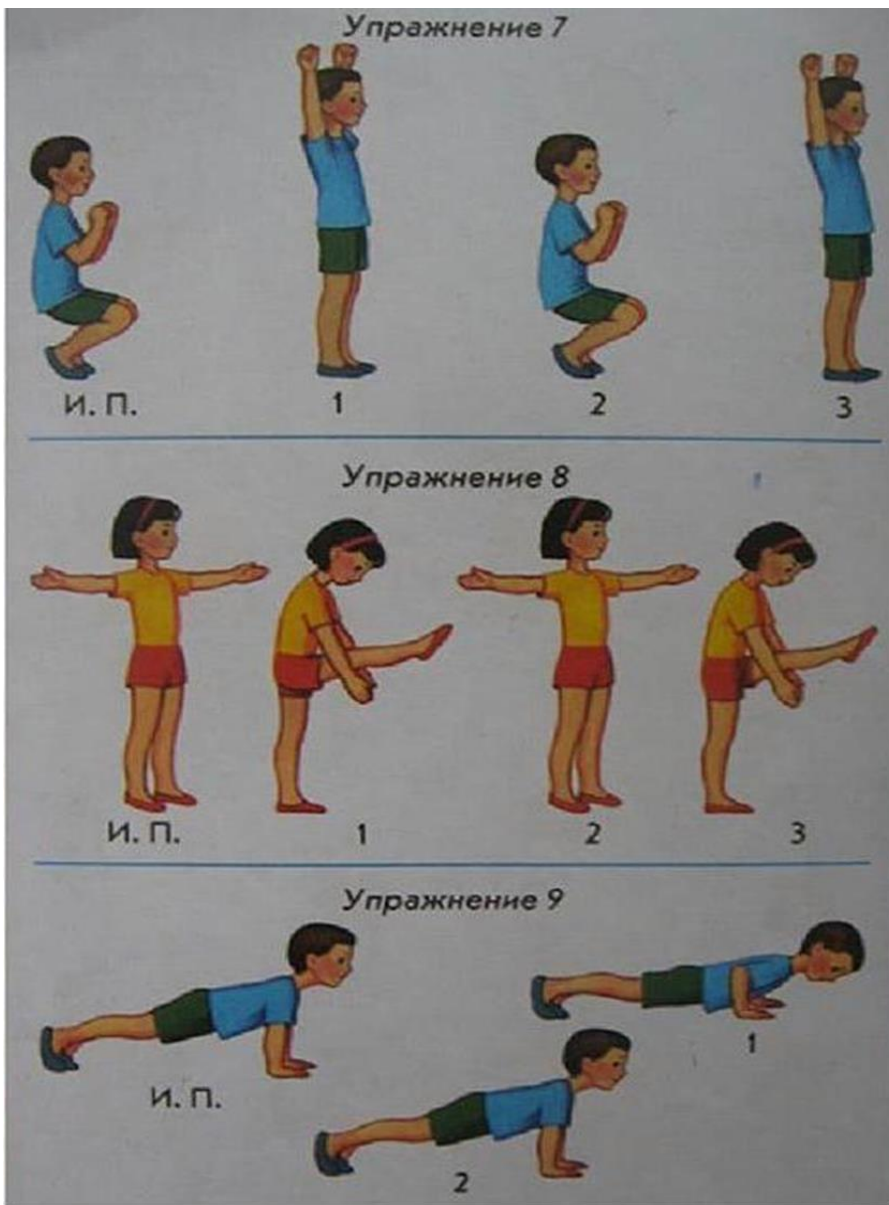 Упражнение 7
И. П. 1 2 3
Упражнение 8
И. П. 1 2 3
Упражнение 9
1
И. П.
2